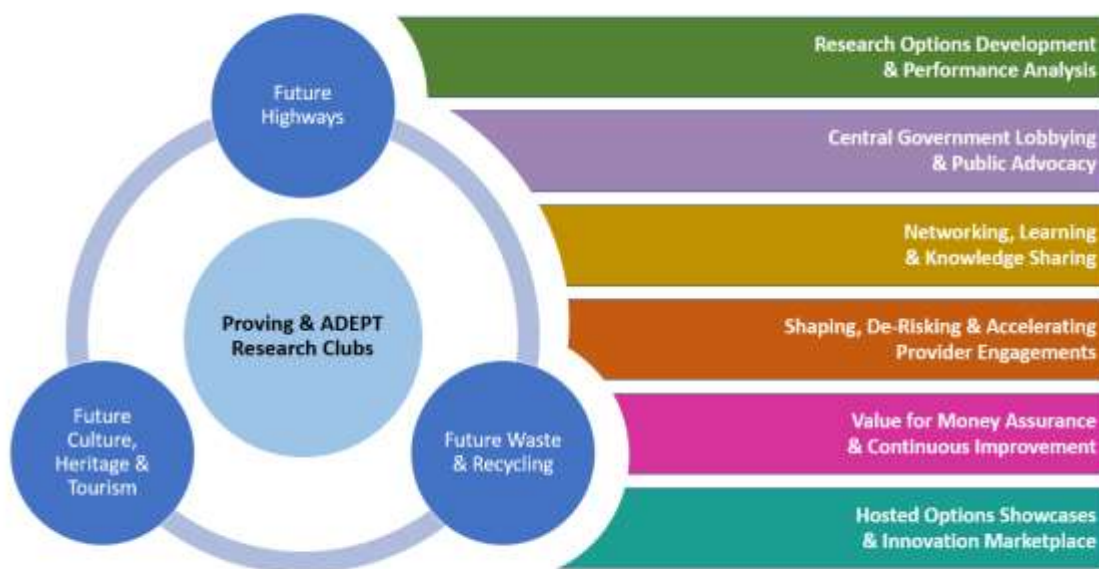 Future
Highways
Proving & ADEPT
Research Clubs
Future
Culture,
Heritage &
Tourism
Future Waste
& Recycling
Research Options Development
& Performance Analysis
Central Government Lobbying
& Public Advocacy
Networking, Learning
& Knowledge Sharing
Shaping, De-Risking & Accelerating
Provider Engagements
Value for Money Assurance
& Continuous Improvement
Hosted Options Showcases
& Innovation Marketplace